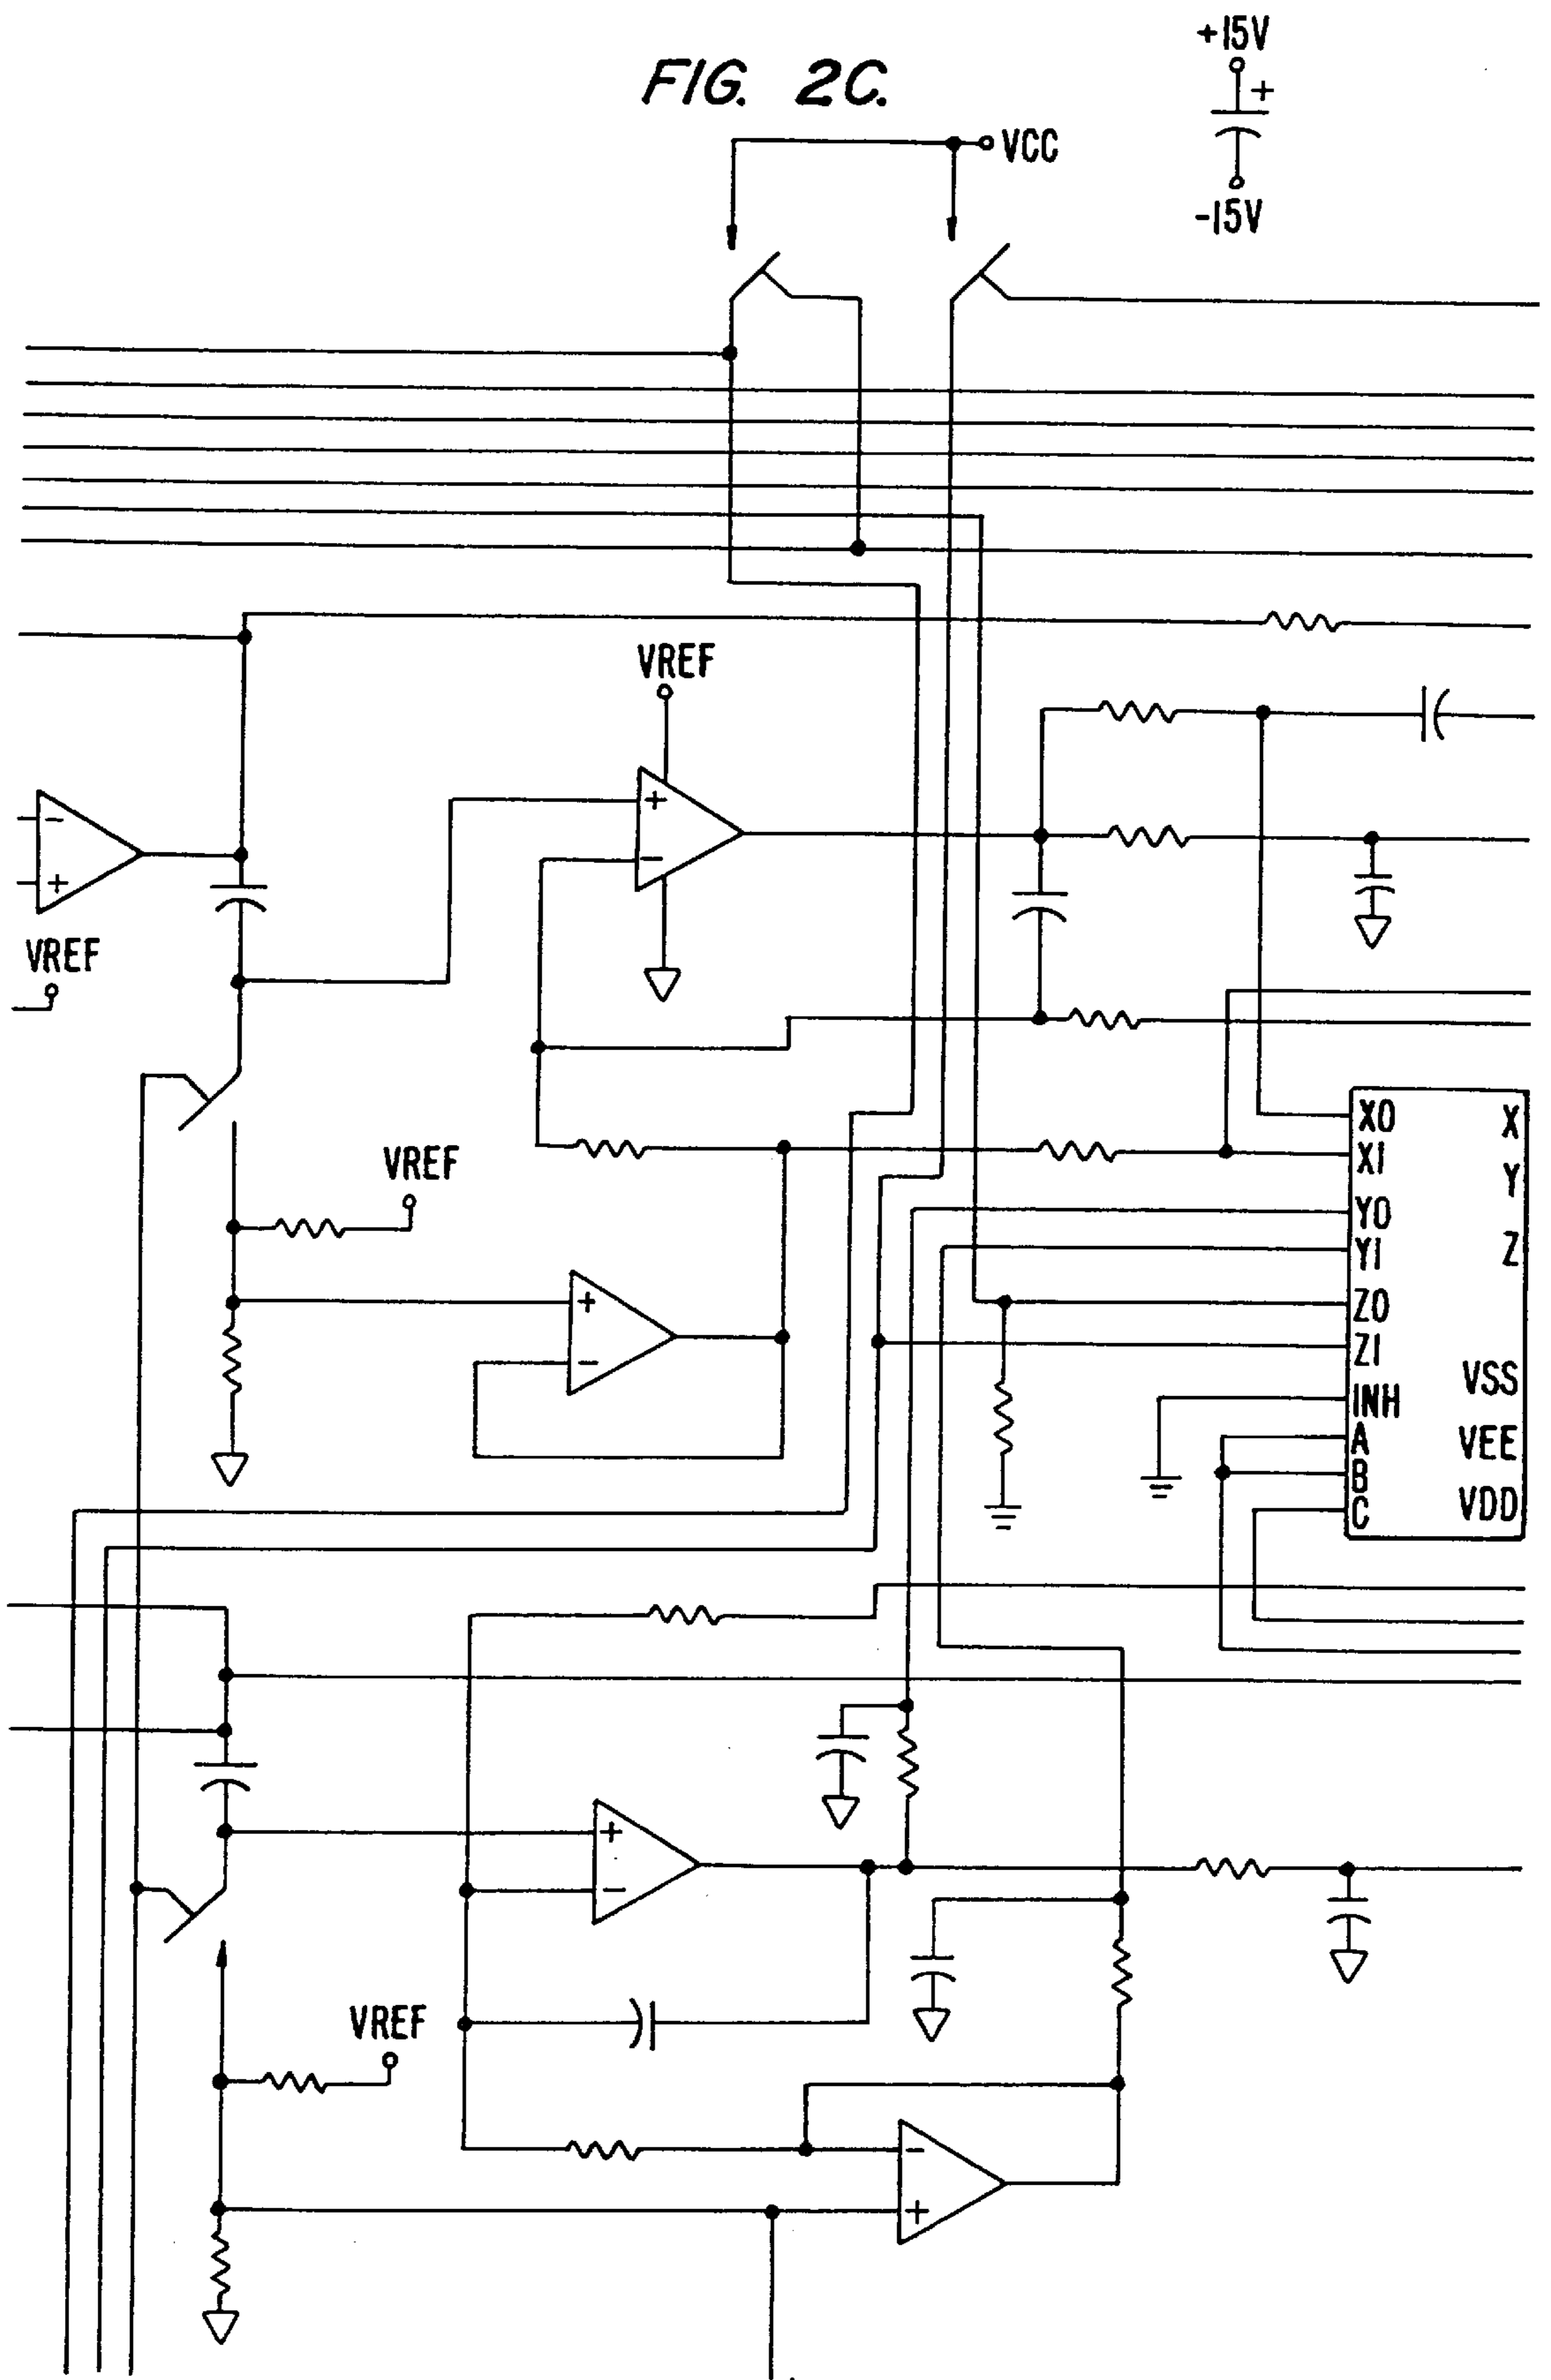 FIG. 2C.
+15V
+
-15V
VCC
VREF
+
-
-
+
VREF
VREF
+
-
X0
X1
Y0
Y1
Z0
Z1
INH
A
B
C
X
Y
Z
VSS
VEE
VDD
+
-
VREF
-
+